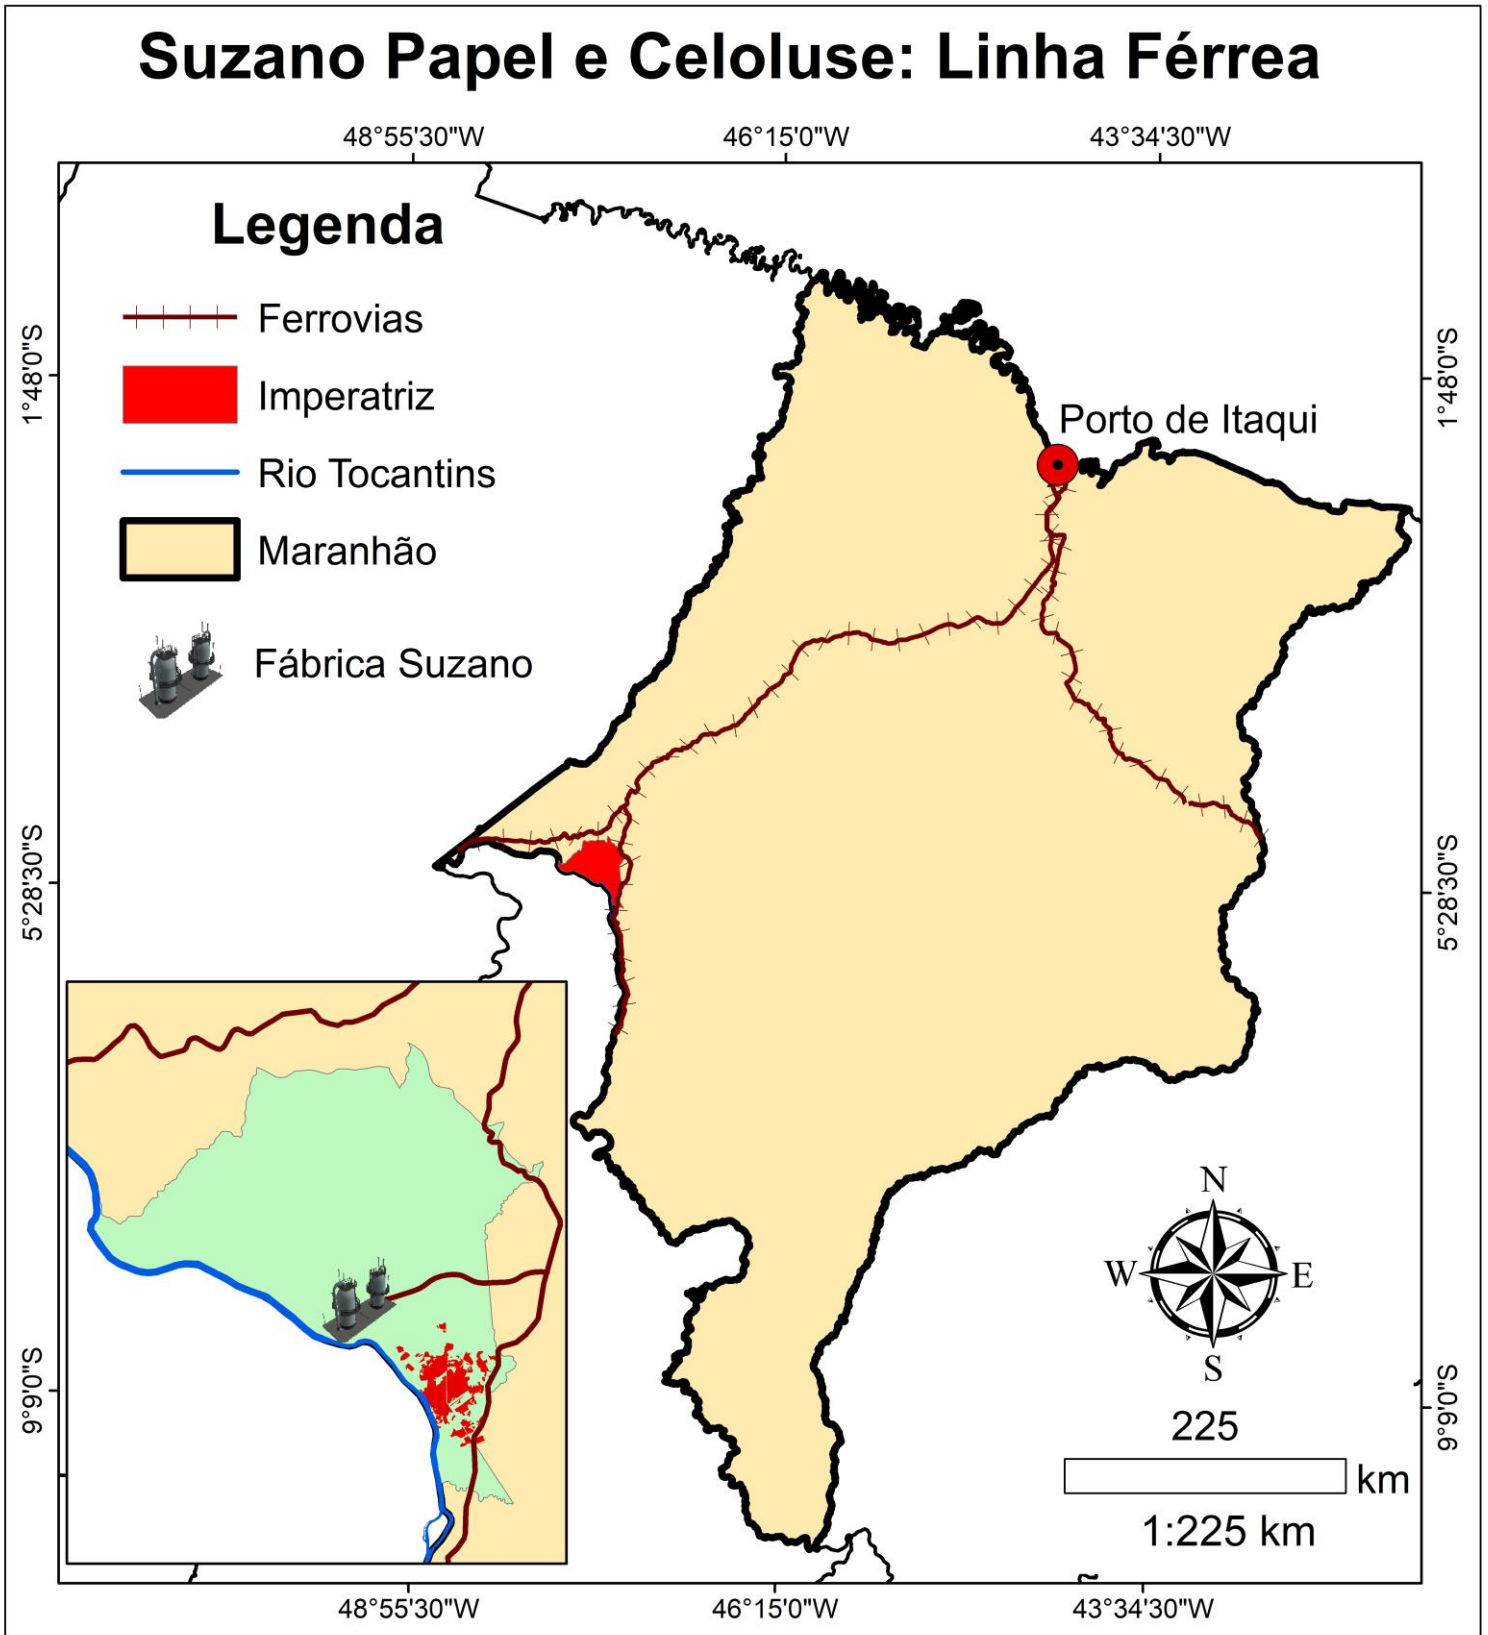 Suzano Papel e Celoluse: Linha Férrea
48°55'30"W 46°15'0"W 43°34'30"W
Legenda
Ferrovias
Imperatriz
Rio Tocantins
Maranhão
Fábrica Suzano
Porto de Itaqui
1°48'0"S
1°48'0"S
5°28'30"S
5°28'30"S
9°9'0"S
9°9'0"S
N
W
E
S
225
km
1:225 km
48°55'30"W 46°15'0"W 43°34'30"W